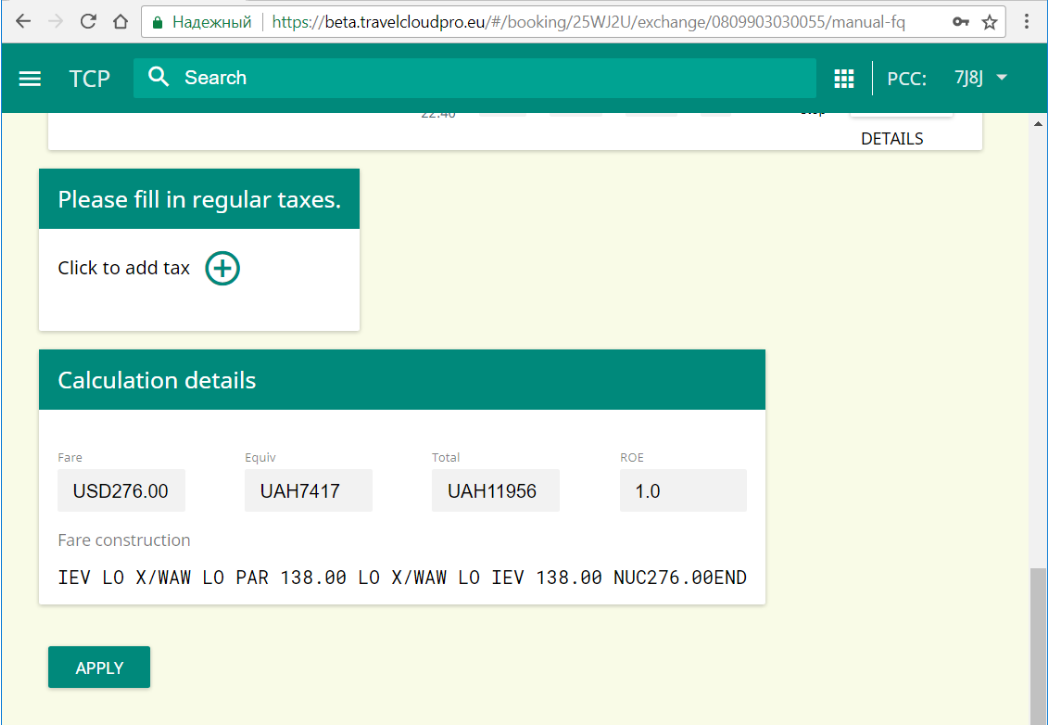 Надежный https://beta.travelcloudpro.eu/#/booking/25WJ2U/exchange/0809903030055/manual-fq
TCP Search PCC: 7J8J
DETAILS
Please fill in regular taxes.
Click to add tax
Calculation details
Fare Equiv Total ROE
USD276.00 UAH7417 UAH11956 1.0
Fare construction
IEV LO X/WAW LO PAR 138.00 LO X/WAW LO IEV 138.00 NUC276.00END
APPLY